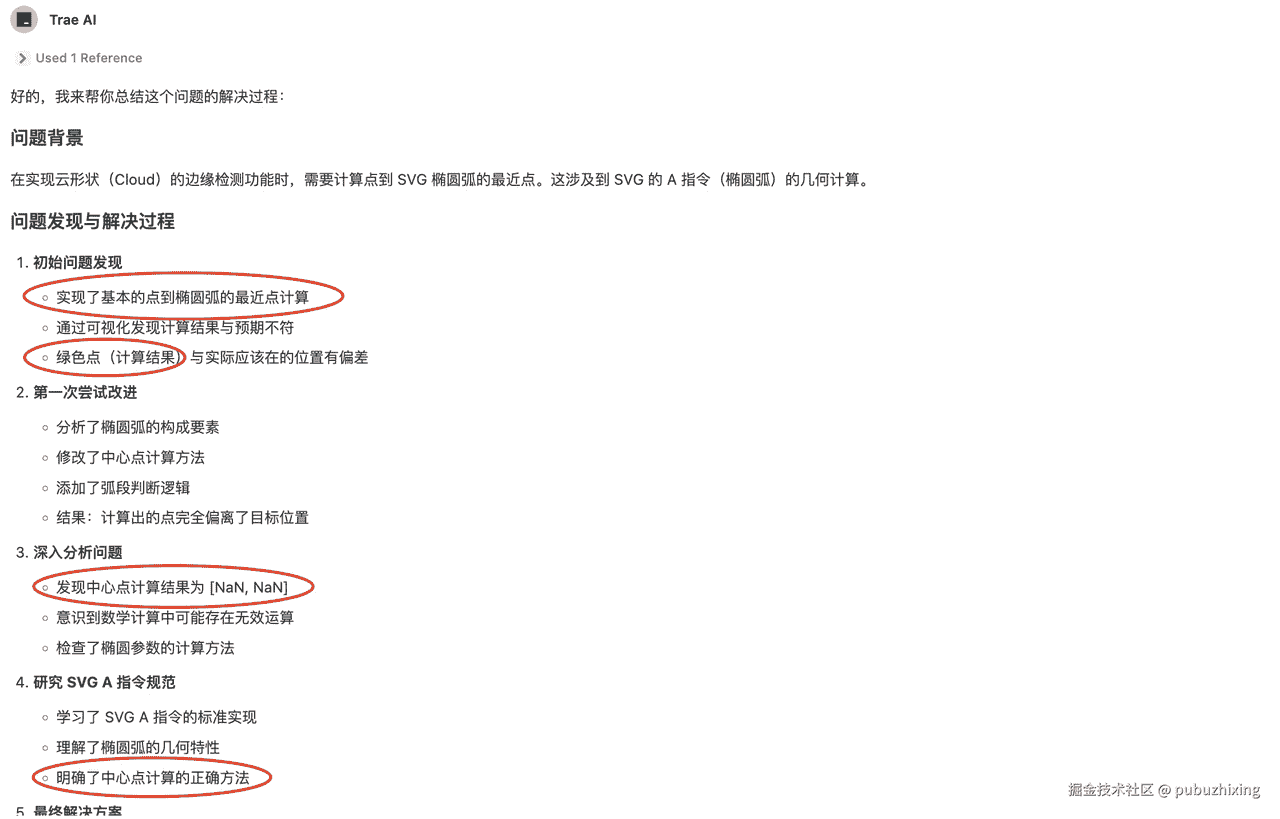 Trae AI
Used 1 Reference
好的，我来帮你总结这个问题的解决过程：
问题背景
在实现云形状（Cloud）的边缘检测功能时，需要计算点到 SVG 椭圆弧的最近点。这涉及到 SVG 的 A 指令（椭圆弧）的几何计算。
问题发现与解决过程
1. 初始问题发现
实现了基本的点到椭圆弧的最近点计算
通过可视化发现计算结果与预期不符
绿色点（计算结果）与实际应该在的位置有偏差
2. 第一次尝试改进
分析了椭圆弧的构成要素
修改了中心点计算方法
添加了弧段判断逻辑
结果：计算出的点完全偏离了目标位置
3. 深入分析问题
发现中心点计算结果为 [NaN, NaN]
意识到数学计算中可能存在无效运算
检查了椭圆参数的计算方法
4. 研究 SVG A 指令规范
学习了 SVG A 指令的标准实现
理解了椭圆弧的几何特性
明确了中心点计算的正确方法
5. 最终解决方案
掘金技术社区 @ pubuzhixing